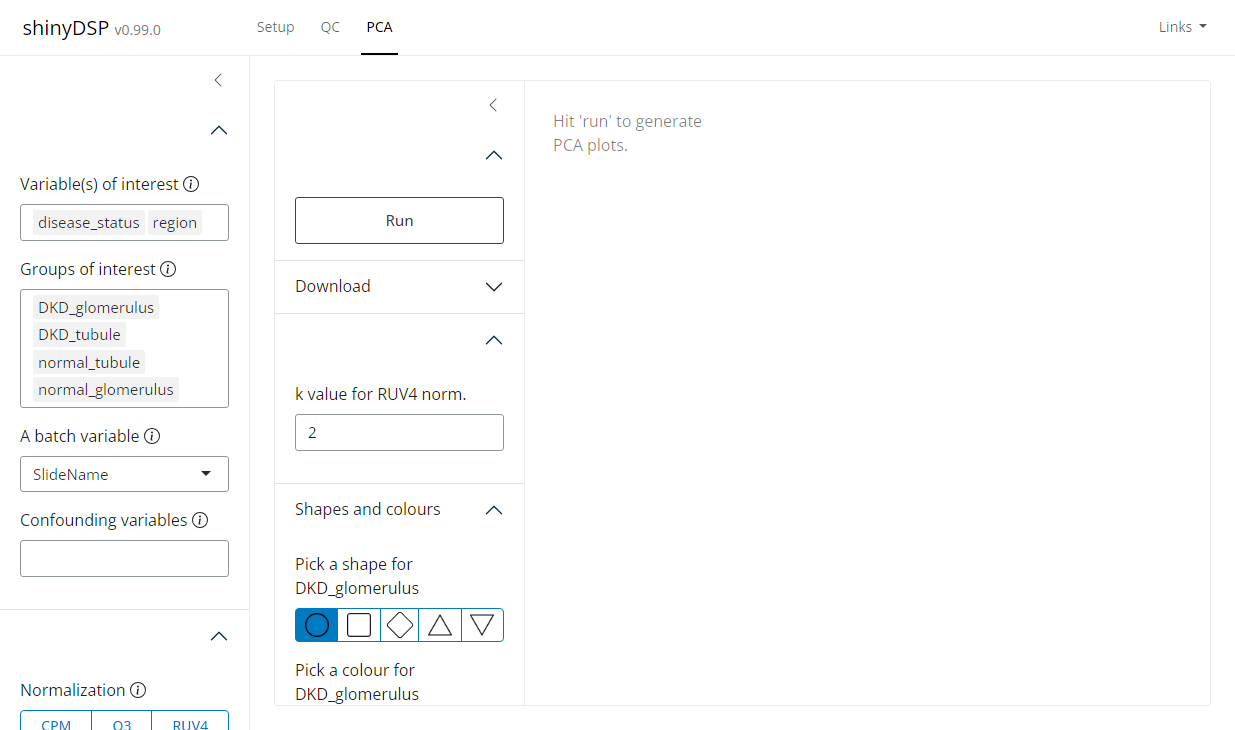 shinyDSP v0.99.0
Setup QC PCA
Links
Variable(s) of interest
disease_status region
Groups of interest
DKD_glomerulus
DKD_tubule
normal_tubule
normal_glomerulus
A batch variable
SlideName
Confounding variables
Normalization
CPM Q3 RUV4
Run
Download
k value for RUV4 norm.
2
Shapes and colours
Pick a shape for
DKD_glomerulus
Pick a colour for
DKD_glomerulus
Hit 'run' to generate
PCA plots.